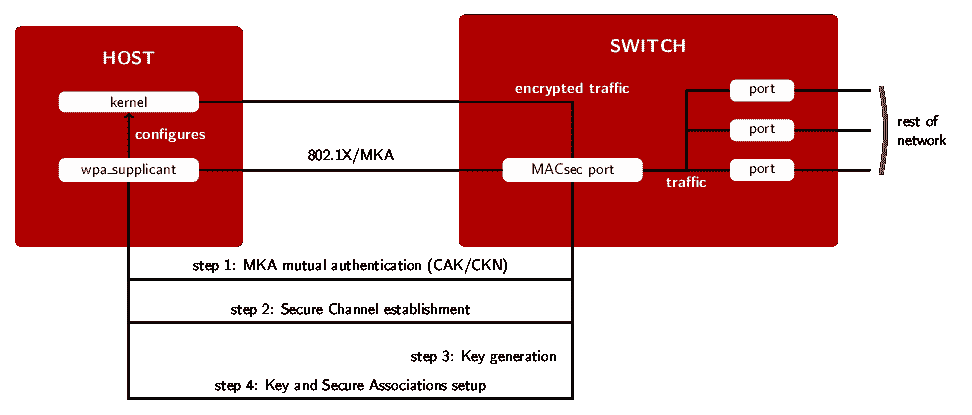 HOST
kernel
configures
wpa_supplicant
802.1X/MKA
SWITCH
encrypted traffic
MACsec port
traffic
port
port
port
rest of
network
step 1: MKA mutual authentication (CAK/CKN)
step 2: Secure Channel establishment
step 3: Key generation
step 4: Key and Secure Associations setup